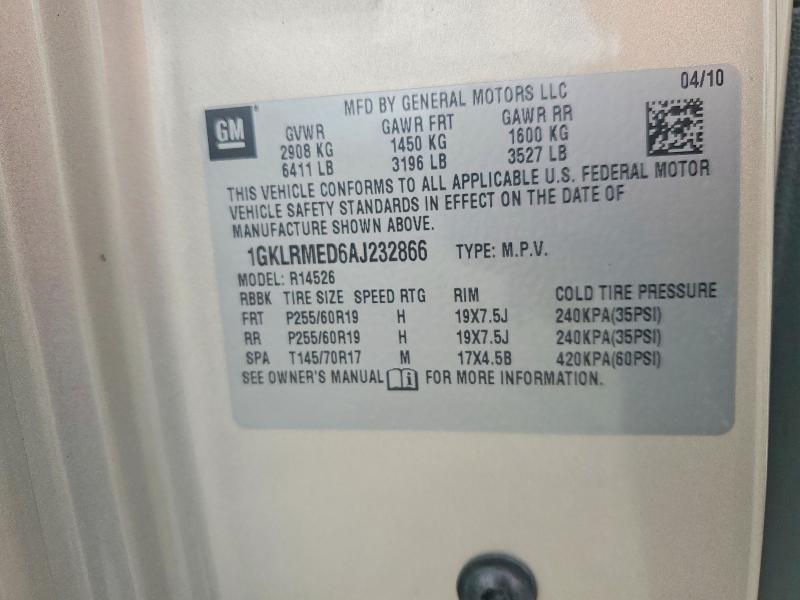 04/10
MFD BY GENERAL MOTORS LLC
GM
GVWR GAWR FRT GAWR RR
2908 KG 1450 KG 1600 KG
6411 LB 3196 LB 3527 LB
THIS VEHICLE CONFORMS TO ALL APPLICABLE U.S. FEDERAL MOTOR
VEHICLE SAFETY STANDARDS IN EFFECT ON THE DATE OF
MANUFACTURE SHOWN ABOVE.
1GKLRMED6AJ232866 TYPE: M.P.V.
MODEL: R14526
RBBK TIRE SIZE SPEED RTG RIM COLD TIRE PRESSURE
FRT P255/60R19 H 19X7.5J 240KPA(35PSI)
RR P255/60R19 H 19X7.5J 240KPA(35PSI)
SPA T145/70R17 M 17X4.5B 420KPA(60PSI)
SEE OWNER'S MANUAL i FOR MORE INFORMATION.